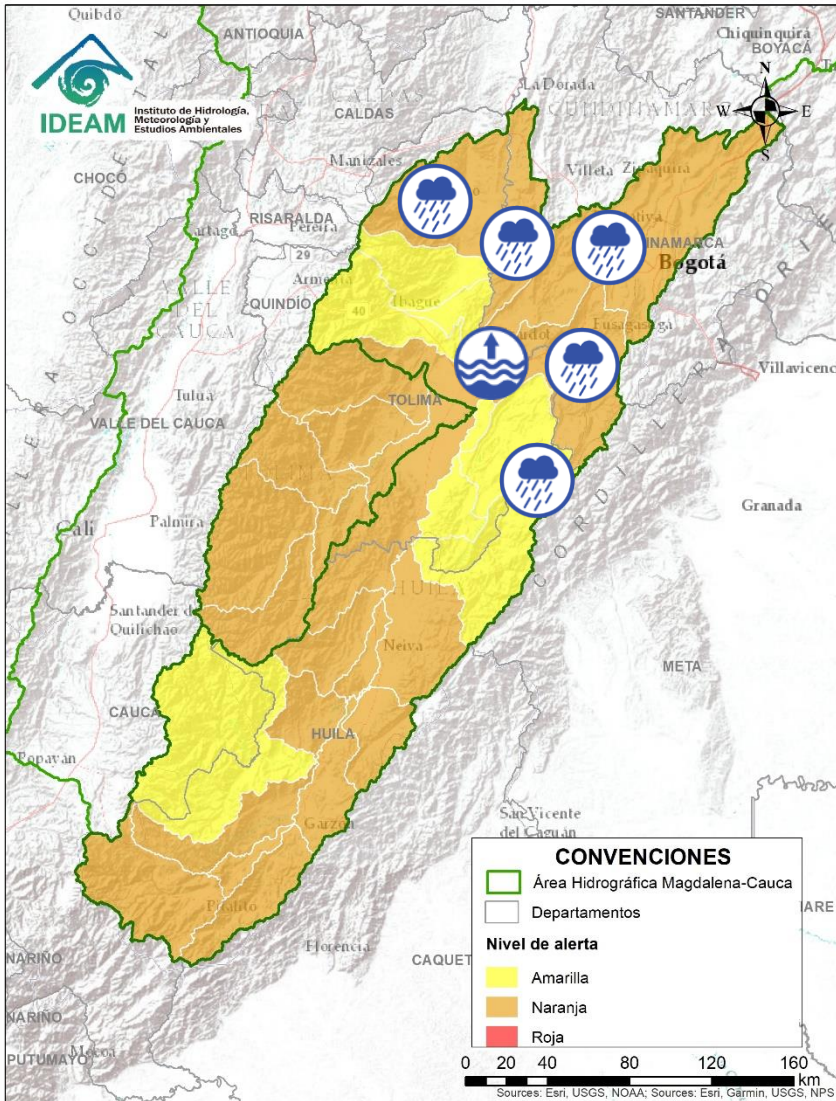 Quibdó
ANTIOQUIA
SANTANDER
Chiquinquirá
BOYACÁ
IDEAM
Instituto de Hidrología,
Meteorología y
Estudios Ambientales
N
W
E
S
La Dorada
CALDAS
Manizales
Villeta
CHOCÓ
RISARALDA
Pereira
29
Bogotá
QUINDÍO
Ibagué
40
Fusagasugá
TOLIMA
Tuluá
VALLE DEL CAUCA
Cali
Palmira
Granada
Santander de
Quilichao
Neiva
META
CAUCA
HUILA
Popayán
Garzón
San Vicente
del Caguán
Pitalito
Florencia
NARIÑO
NARIÑO
PUTUMAYO
Mocoa
CONVENCIONES
Área Hidrográfica Magdalena-Cauca
Departamentos
Nivel de alerta
Amarilla
Naranja
Roja
0 20 40 80 120 160
km
Sources: Esri, USGS, NOAA; Sources: Esri, Garmin, USGS, NPS